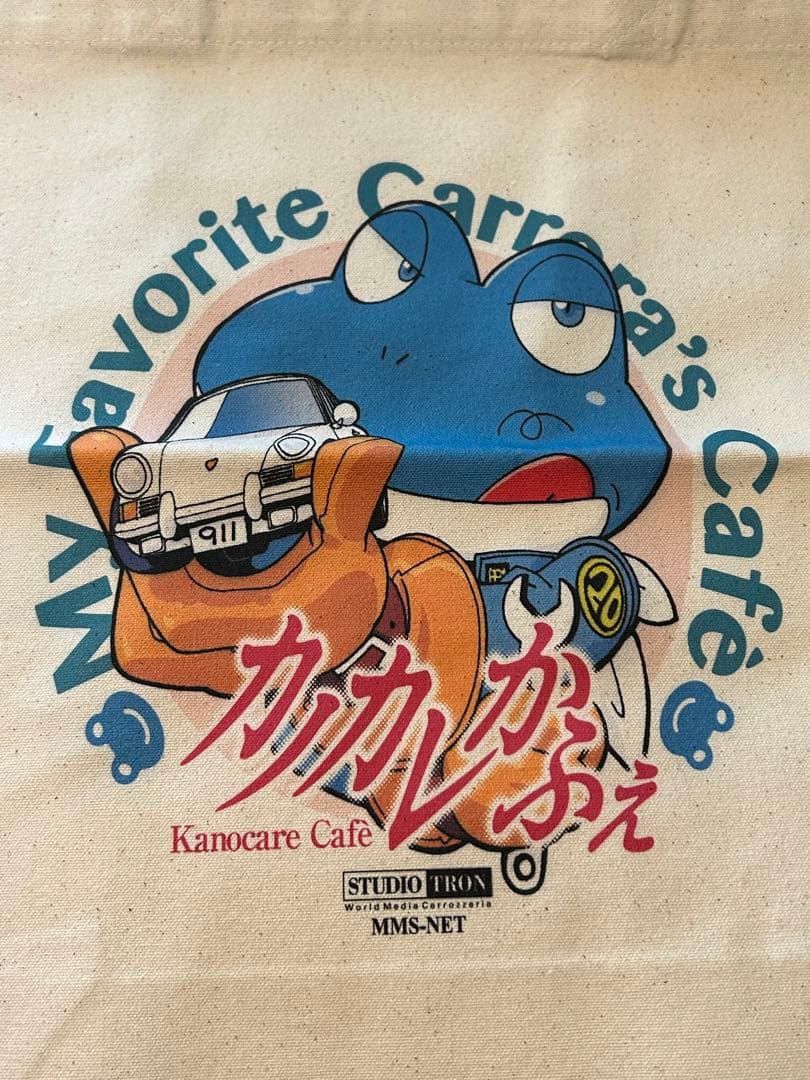 My Favorite Carrera's Cafè
911
カノカレかふぇ
Kanocare Cafè
STUDIO TRON
World Media Carrozzeria
MMS-NET